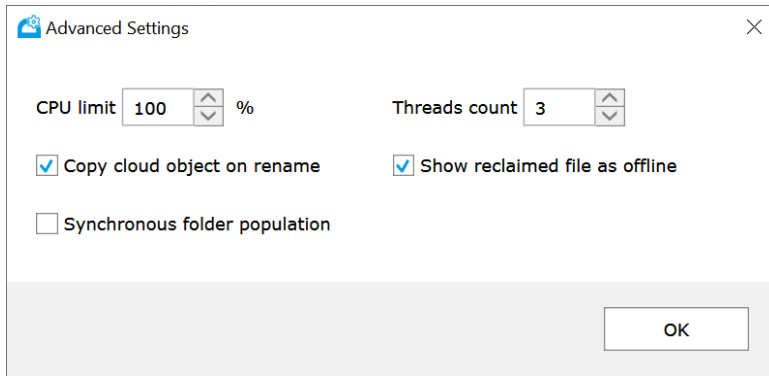 Advanced Settings
CPU limit 100 % Threads count 3
Copy cloud object on rename Show reclaimed file as offline
Synchronous folder population
OK